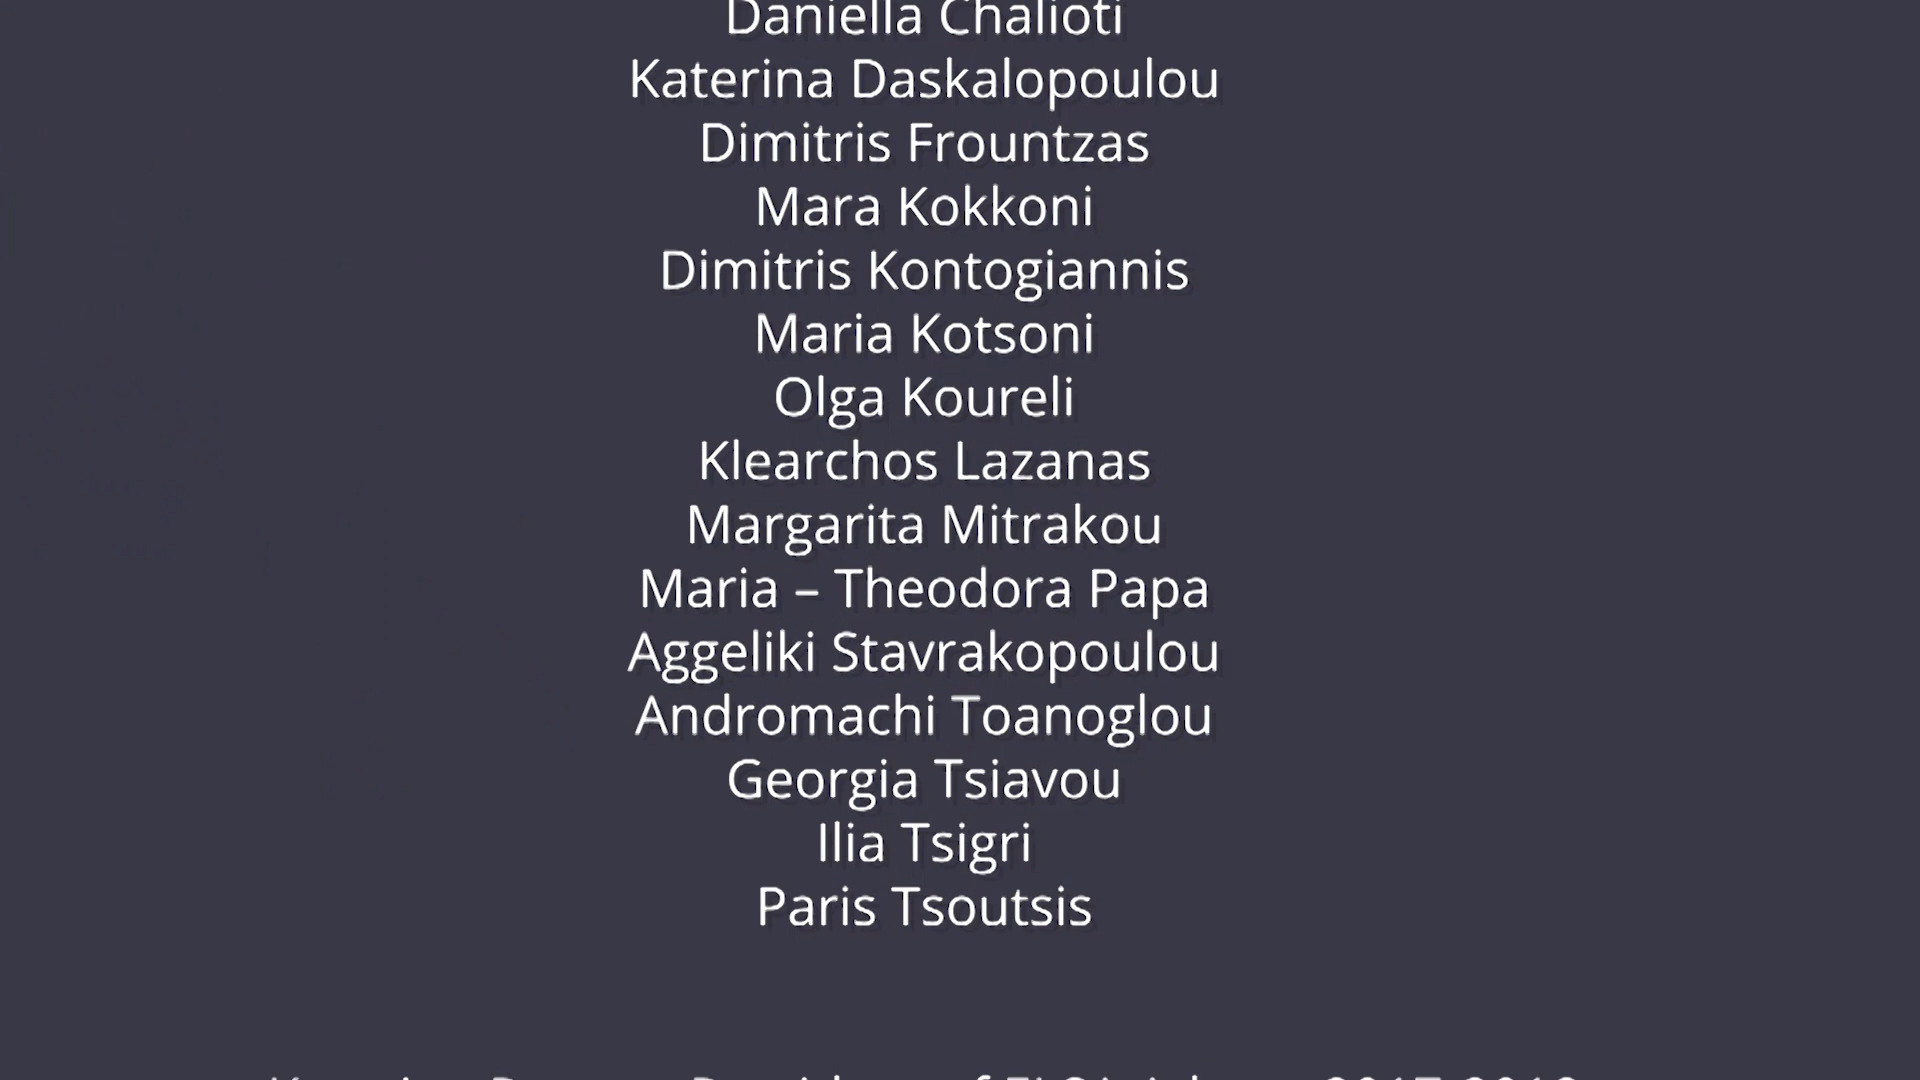 Daniella Chalioti
Katerina Daskalopoulou
Dimitris Frountzas
Mara Kokkoni
Dimitris Kontogiannis
Maria Kotsoni
Olga Koureli
Klearchos Lazanas
Margarita Mitrakou
Maria – Theodora Papa
Aggeliki Stavrakopoulou
Andromachi Toanoglou
Georgia Tsiavou
Ilia Tsigri
Paris Tsoutsis